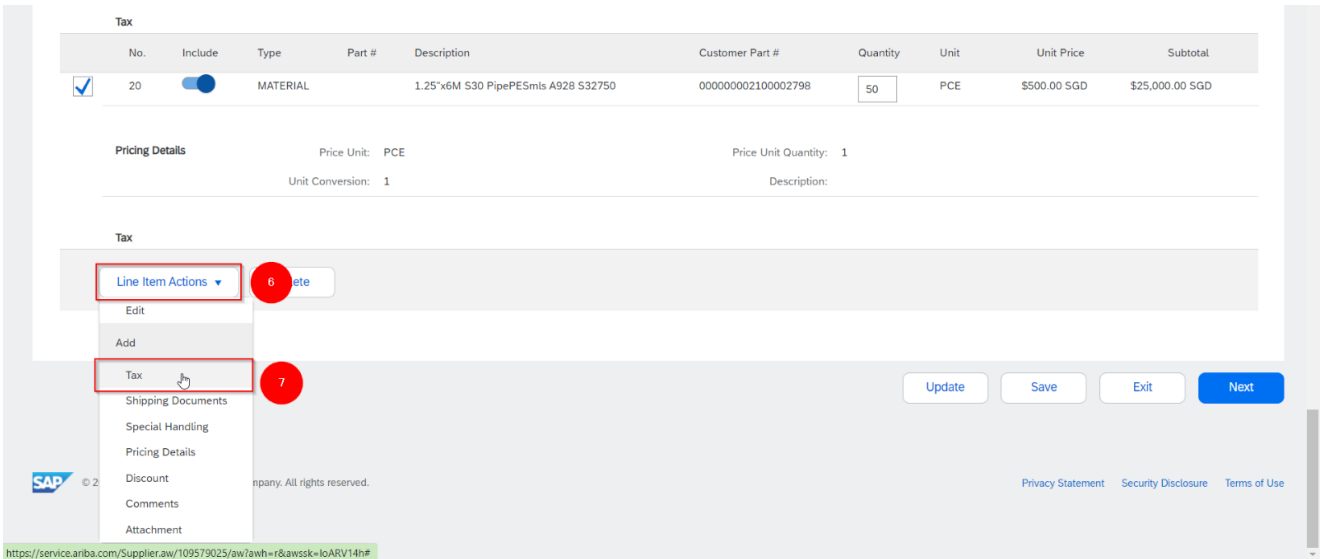 Tax
No. Include Type Part # Description Customer Part # Quantity Unit Unit Price Subtotal
20 MATERIAL 1.25"x6M S30 PipePESmls A928 S32750 000000002100002798 50 PCE $500.00 SGD $25,000.00 SGD
Pricing Details Price Unit: PCE Price Unit Quantity: 1
Unit Conversion: 1 Description:
Tax
Line Item Actions ▼ 6 ete
Edit
Add
Tax 7
Update Save Exit Next
Shipping Documents
Special Handling
Pricing Details
SAP © 2 Discount mpany. All rights reserved. Privacy Statement Security Disclosure Terms of Use
Comments
Attachment
https://service.ariba.com/Supplier.aw/109579025/aw?awh=r&awssk=IoARV14h#